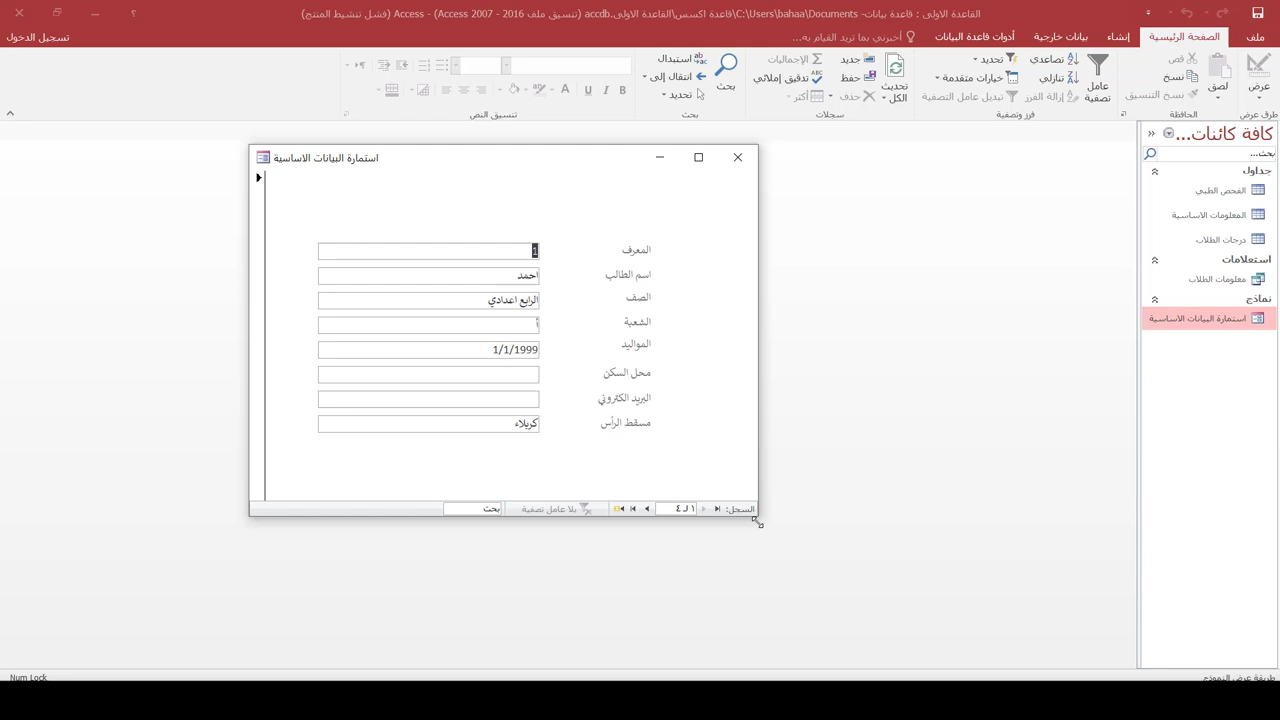 القاعدة الاولى : قاعدة بيانات- C:\Users\bahaa\Documents\قاعدة اكسس\القاعدة الاولى.accdb (تنسيق ملف Access 2007 - 2016) - Access (فشل تنشيط المنتج)
ملف الصفحة الرئيسية إنشاء بيانات خارجية أدوات قاعدة البيانات أخبرني بما تريد القيام به... تسجيل الدخول
عرض
طرق عرض
لصق
قص
نسخ
نسخ التنسيق
الحافظة
عامل تصفية
تصاعدي
تنازلي
إزالة الفرز
تحديد
خيارات متقدمة
تبديل عامل التصفية
فرز وتصفية
تحديث الكل
جديد
حفظ
حذف
الإجماليات
تدقيق إملائي
أكثر
سجلات
بحث
استبدال
انتقال إلى
تحديد
بحث
B I U A
تنسيق النص
كافة كائنات...
بحث...
جداول
الفحص الطبي
المعلومات الاساسية
درجات الطلاب
استعلامات
معلومات الطلاب
نماذج
استمارة البيانات الاساسية
استمارة البيانات الاساسية
المعرف 1
اسم الطالب احمد
الصف الرابع اعدادي
الشعبة أ
المواليد 1/1/1999
محل السكن
البريد الكتروني
مسقط الرأس كربلاء
السجل: ١ لـ ٤ بلا عامل تصفية بحث
طريقة عرض النموذج Num Lock